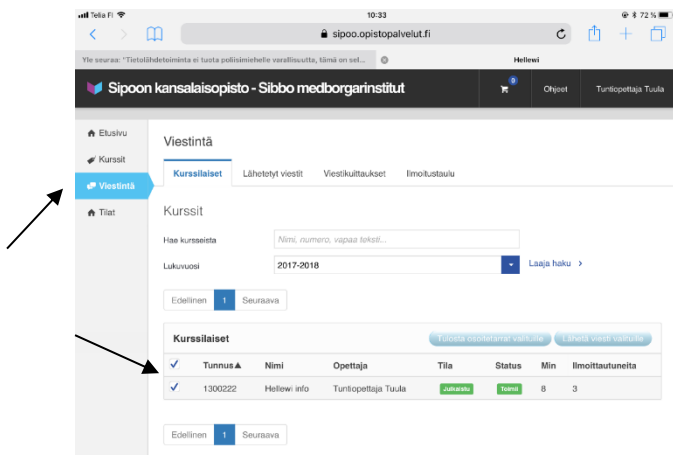 Telia FI 10:33 72 %
sipoo.opistopalvelut.fi
Yle seuraa: "Tietolähdetoiminta ei tuota poliisimiehelle varallisuutta, tämä on sel... Hellewi
Sipoon kansalaisopisto - Sibbo medborgarinstitut 0 Ohjeet Tuntiopettaja Tuula
Etusivu
Kurssit
Viestintä
Tilat
Viestintä
Kurssilaiset Lähetetyt viestit Viestikuittaukset Ilmoitustaulu
Kurssit
Hae kursseista Nimi, numero, vapaa teksti...
Lukuvuosi 2017-2018 Laaja haku >
Edellinen 1 Seuraava
Kurssilaiset Tulosta osoitetarrat valituille Lähetä viesti valituille
Tunnus▲ Nimi Opettaja Tila Status Min Ilmoittautuneita
1300222 Hellewi info Tuntiopettaja Tuula Julkaistu Toimii 8 3
Edellinen 1 Seuraava